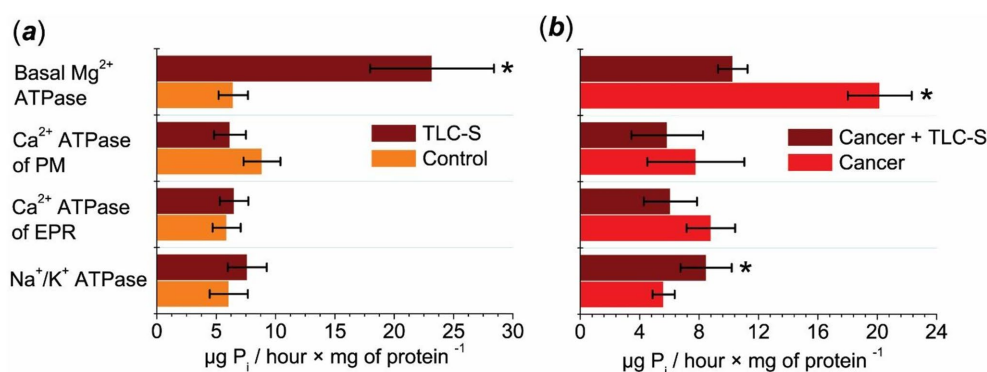 (a)
Basal Mg²⁺
ATPase
*
Ca²⁺ ATPase
of PM
TLC-S
Control
Ca²⁺ ATPase
of EPR
Na⁺/K⁺ ATPase
0 5 10 15 20 25 30
µg Pᵢ / hour × mg of protein ⁻¹
(b)
*
Cancer + TLC-S
Cancer
*
0 4 8 12 16 20 24
µg Pᵢ / hour × mg of protein ⁻¹